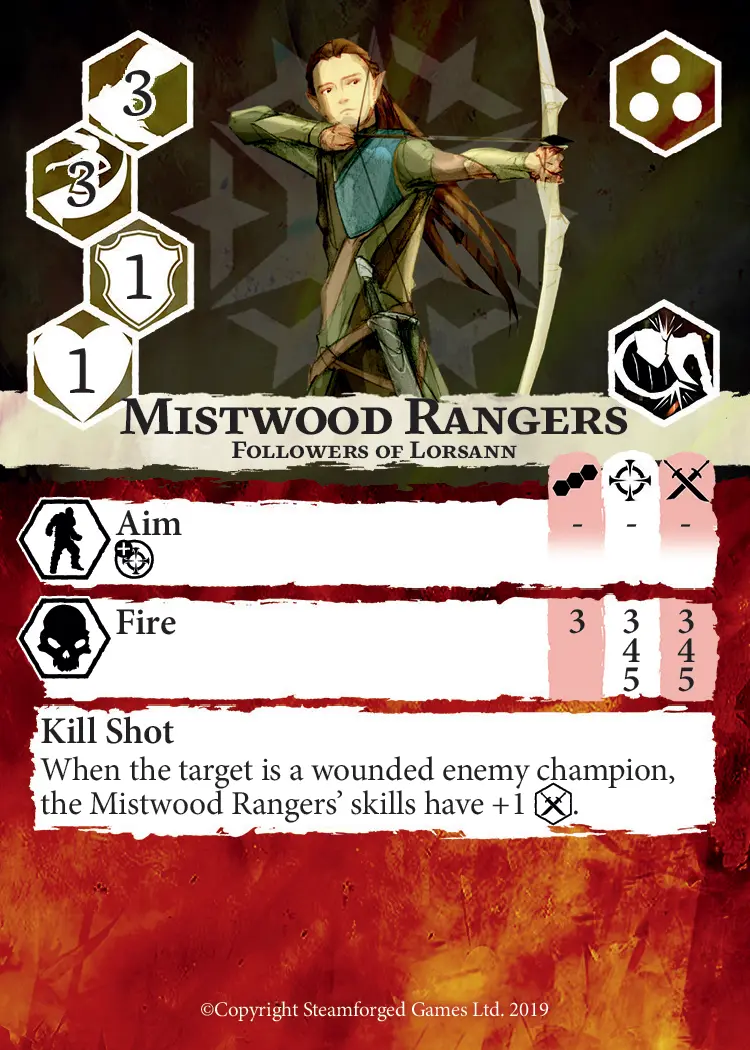 3
3
1
1
Mistwood Rangers
Followers of Lorsann
Aim
- - -
Fire
3 3 3
4 4
5 5
Kill Shot
When the target is a wounded enemy champion,
the Mistwood Rangers’ skills have +1 .
©Copyright Steamforged Games Ltd. 2019